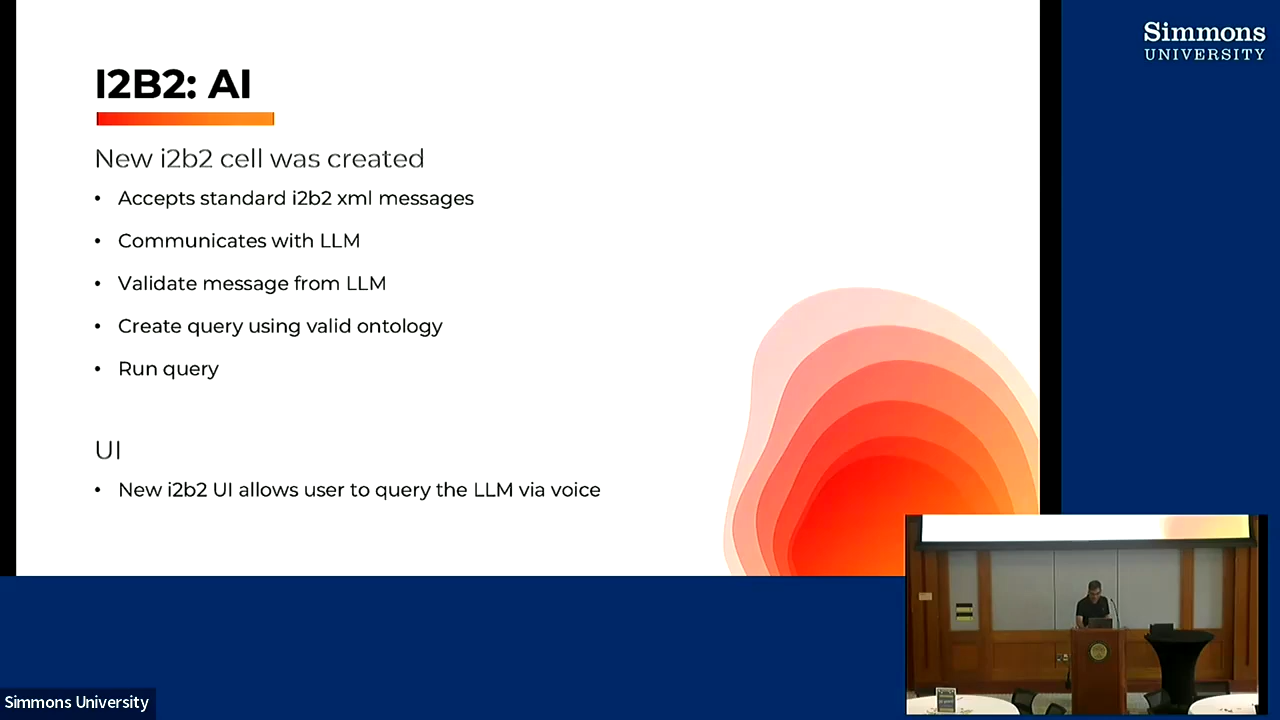 Simmons
UNIVERSITY
I2B2: AI
New i2b2 cell was created
• Accepts standard i2b2 xml messages
• Communicates with LLM
• Validate message from LLM
• Create query using valid ontology
• Run query
UI
• New i2b2 UI allows user to query the LLM via voice
Simmons University